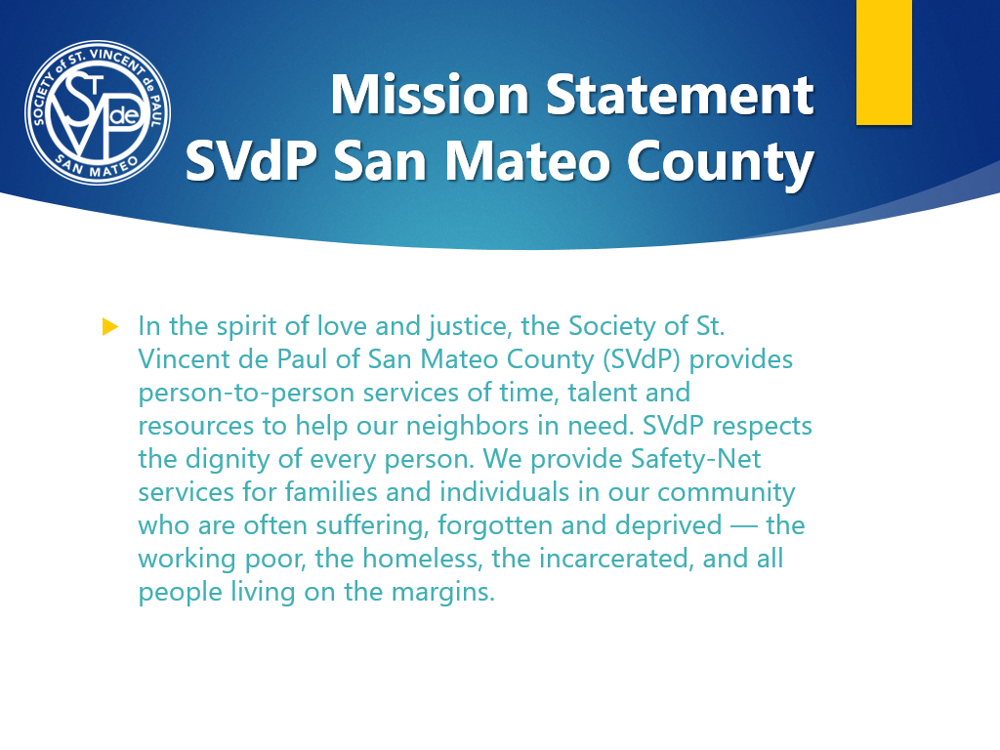 SOCIETY of ST. VINCENT de PAUL
ST
V de P
SAN MATEO
Mission Statement
SVdP San Mateo County
In the spirit of love and justice, the Society of St.
Vincent de Paul of San Mateo County (SVdP) provides
person-to-person services of time, talent and
resources to help our neighbors in need. SVdP respects
the dignity of every person. We provide Safety-Net
services for families and individuals in our community
who are often suffering, forgotten and deprived — the
working poor, the homeless, the incarcerated, and all
people living on the margins.